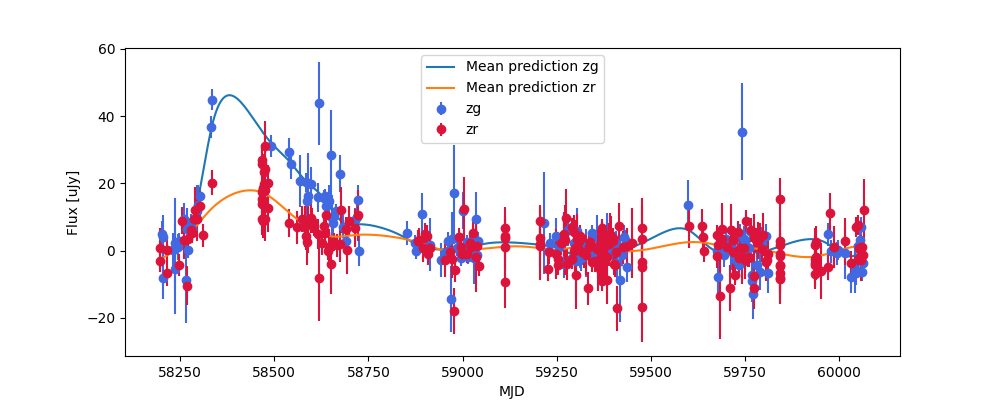 60
40
20
0
−20
Flux [uJy]
Mean prediction zg
Mean prediction zr
zg
zr
58250 58500 58750 59000 59250 59500 59750 60000
MJD